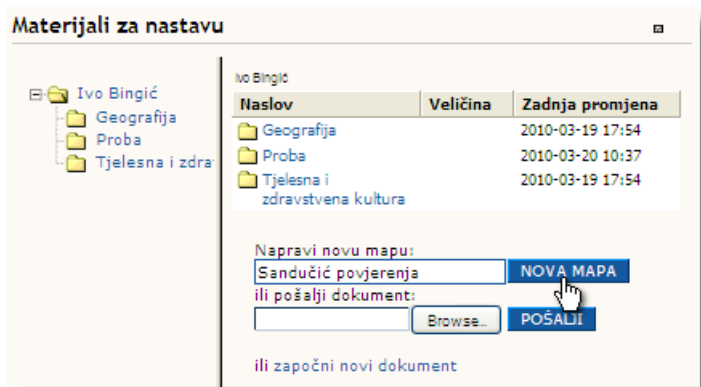 Materijali za nastavu
Ivo Bingić
Geografija
Proba
Tjelesna i zdra
Ivo Bingić
Naslov Veličina Zadnja promjena
Geografija 2010-03-19 17:54
Proba 2010-03-20 10:37
Tjelesna i 2010-03-19 17:54
zdravstvena kultura
Napravi novu mapu:
Sandučić povjerenja NOVA MAPA
ili pošalji dokument:
Browse... POŠALJI
ili započni novi dokument